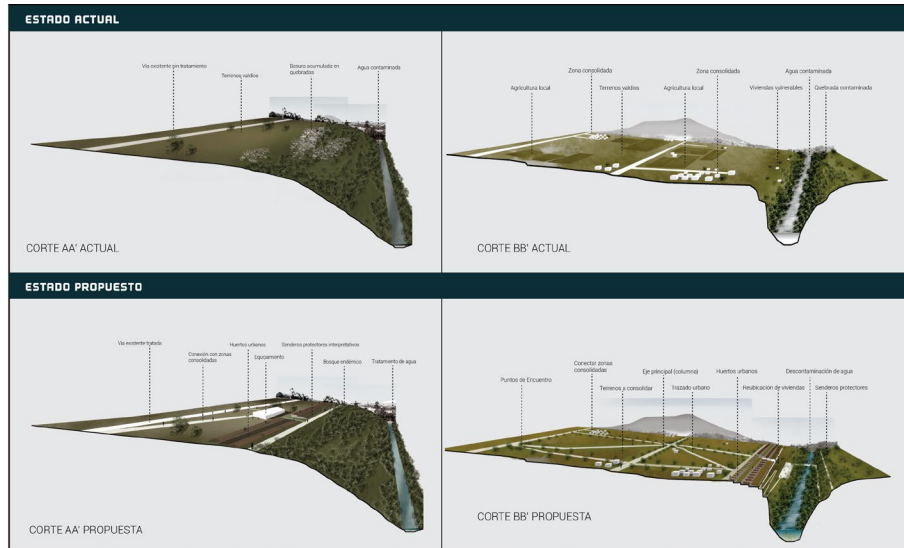 ESTADO ACTUAL
Vía existente sin tratamiento
Terrenos valdíos
Basura acumulada en
quebradas
Agua contaminada
CORTE AA' ACTUAL
Zona consolidada
Agricultura local
Terrenos valdíos
Zona consolidada
Agricultura local
Agua contaminada
Viviendas vulnerables
Quebrada contaminada
CORTE BB' ACTUAL
ESTADO PROPUESTO
Vía existente tratada
Conexión con zonas
consolidadas
Huertos urbanos
Equipamiento
Senderos protectores interpretativos
Bosque endémico
Tratamiento de agua
CORTE AA' PROPUESTA
Puntos de Encuentro
Conectar zonas
consolidadas
Terrenos a consolidar
Eje principal (columna)
Trazado urbano
Huertos urbanos
Reubicación de viviendas
Descontaminación de agua
Senderos protectores
CORTE BB' PROPUESTA